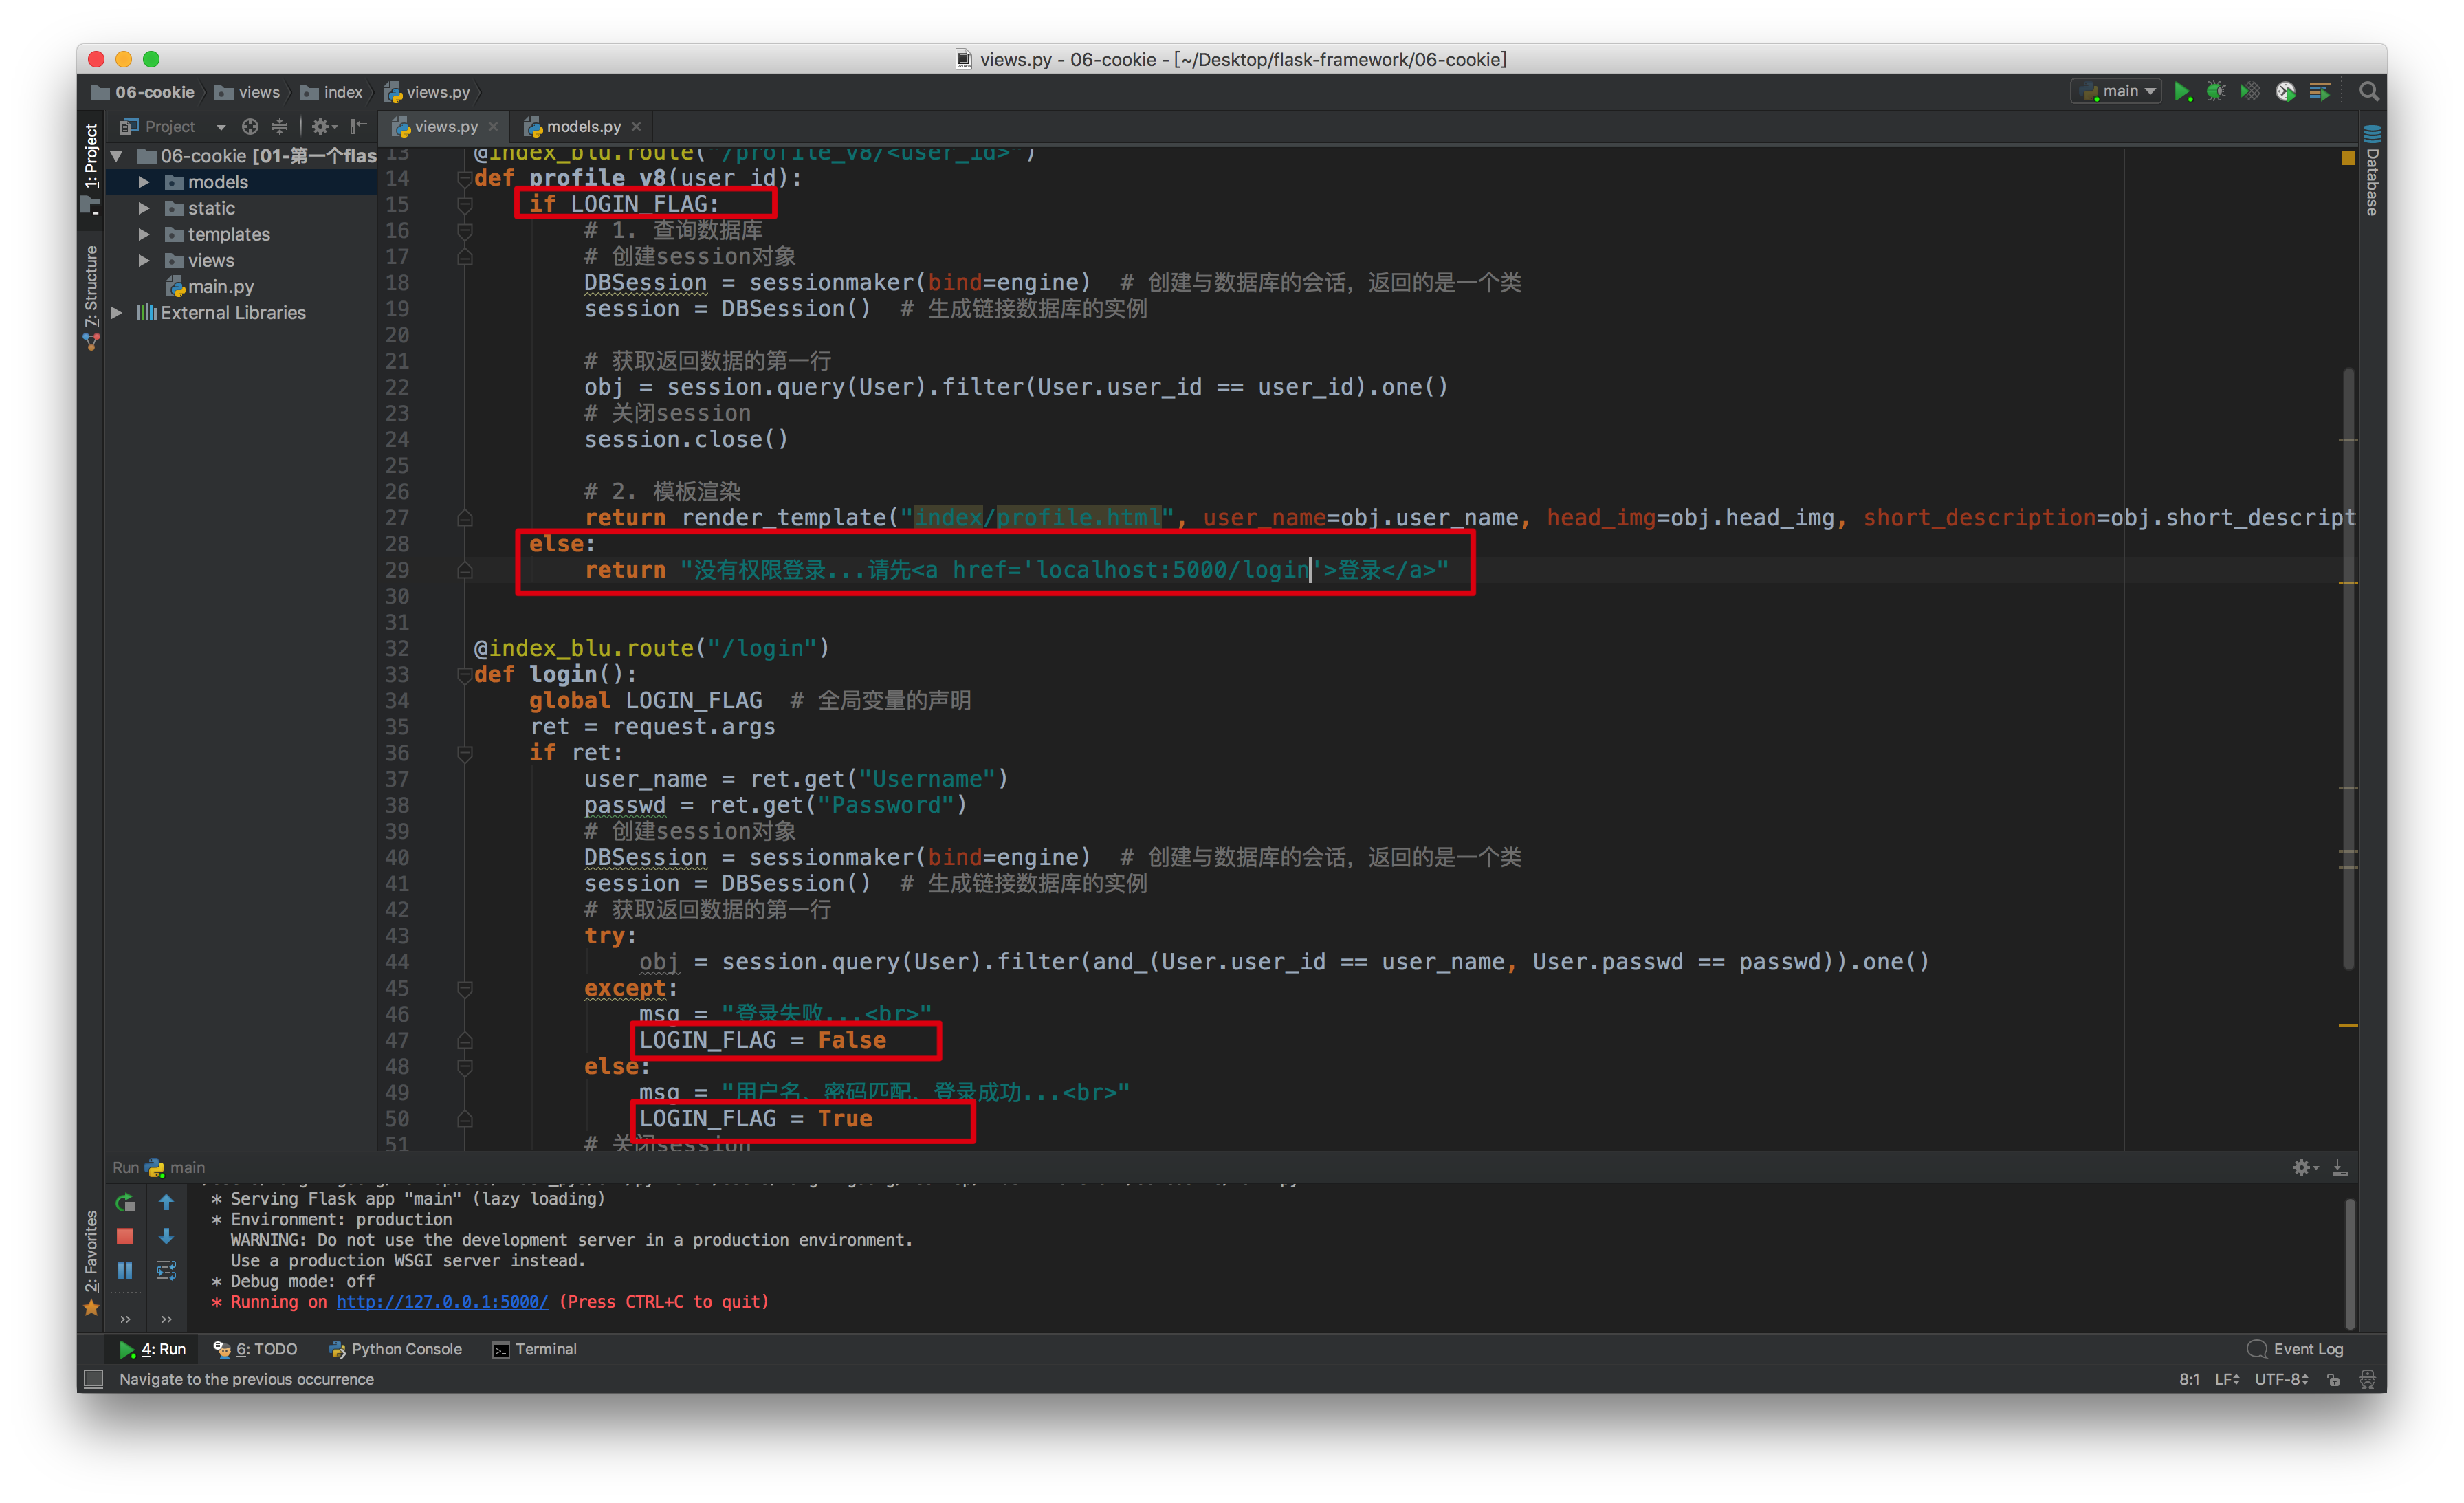 views.py - 06-cookie - [~/Desktop/flask-framework/06-cookie]
06-cookie views index views.py main
1: Project Project views.py models.py Database
06-cookie [01-第一个flas
models
static
templates
views
main.py
External Libraries
7: Structure
13 @index_blu.route("/profile_v8/<user_id>")
14 def profile_v8(user_id):
15 if LOGIN_FLAG:
16 # 1. 查询数据库
17 # 创建session对象
18 DBSession = sessionmaker(bind=engine) # 创建与数据库的会话, 返回的是一个类
19 session = DBSession() # 生成链接数据库的实例
20
21 # 获取返回数据的第一行
22 obj = session.query(User).filter(User.user_id == user_id).one()
23 # 关闭session
24 session.close()
25
26 # 2. 模板渲染
27 return render_template("index/profile.html", user_name=obj.user_name, head_img=obj.head_img, short_description=obj.short_descript
28 else:
29 return "没有权限登录...请先<a href='localhost:5000/login'>登录</a>"
30
31
32 @index_blu.route("/login")
33 def login():
34 global LOGIN_FLAG # 全局变量的声明
35 ret = request.args
36 if ret:
37 user_name = ret.get("Username")
38 passwd = ret.get("Password")
39 # 创建session对象
40 DBSession = sessionmaker(bind=engine) # 创建与数据库的会话, 返回的是一个类
41 session = DBSession() # 生成链接数据库的实例
42 # 获取返回数据的第一行
43 try:
44 obj = session.query(User).filter(and_(User.user_id == user_name, User.passwd == passwd)).one()
45 except:
46 msg = "登录失败...<br>"
47 LOGIN_FLAG = False
48 else:
49 msg = "用户名、密码匹配、登录成功...<br>"
50 LOGIN_FLAG = True
51 # 关闭session
Run main
* Serving Flask app "main" (lazy loading)
* Environment: production
WARNING: Do not use the development server in a production environment.
Use a production WSGI server instead.
* Debug mode: off
* Running on http://127.0.0.1:5000/ (Press CTRL+C to quit)
2: Favorites
4: Run 6: TODO Python Console Terminal Event Log
Navigate to the previous occurrence 8:1 LF UTF-8